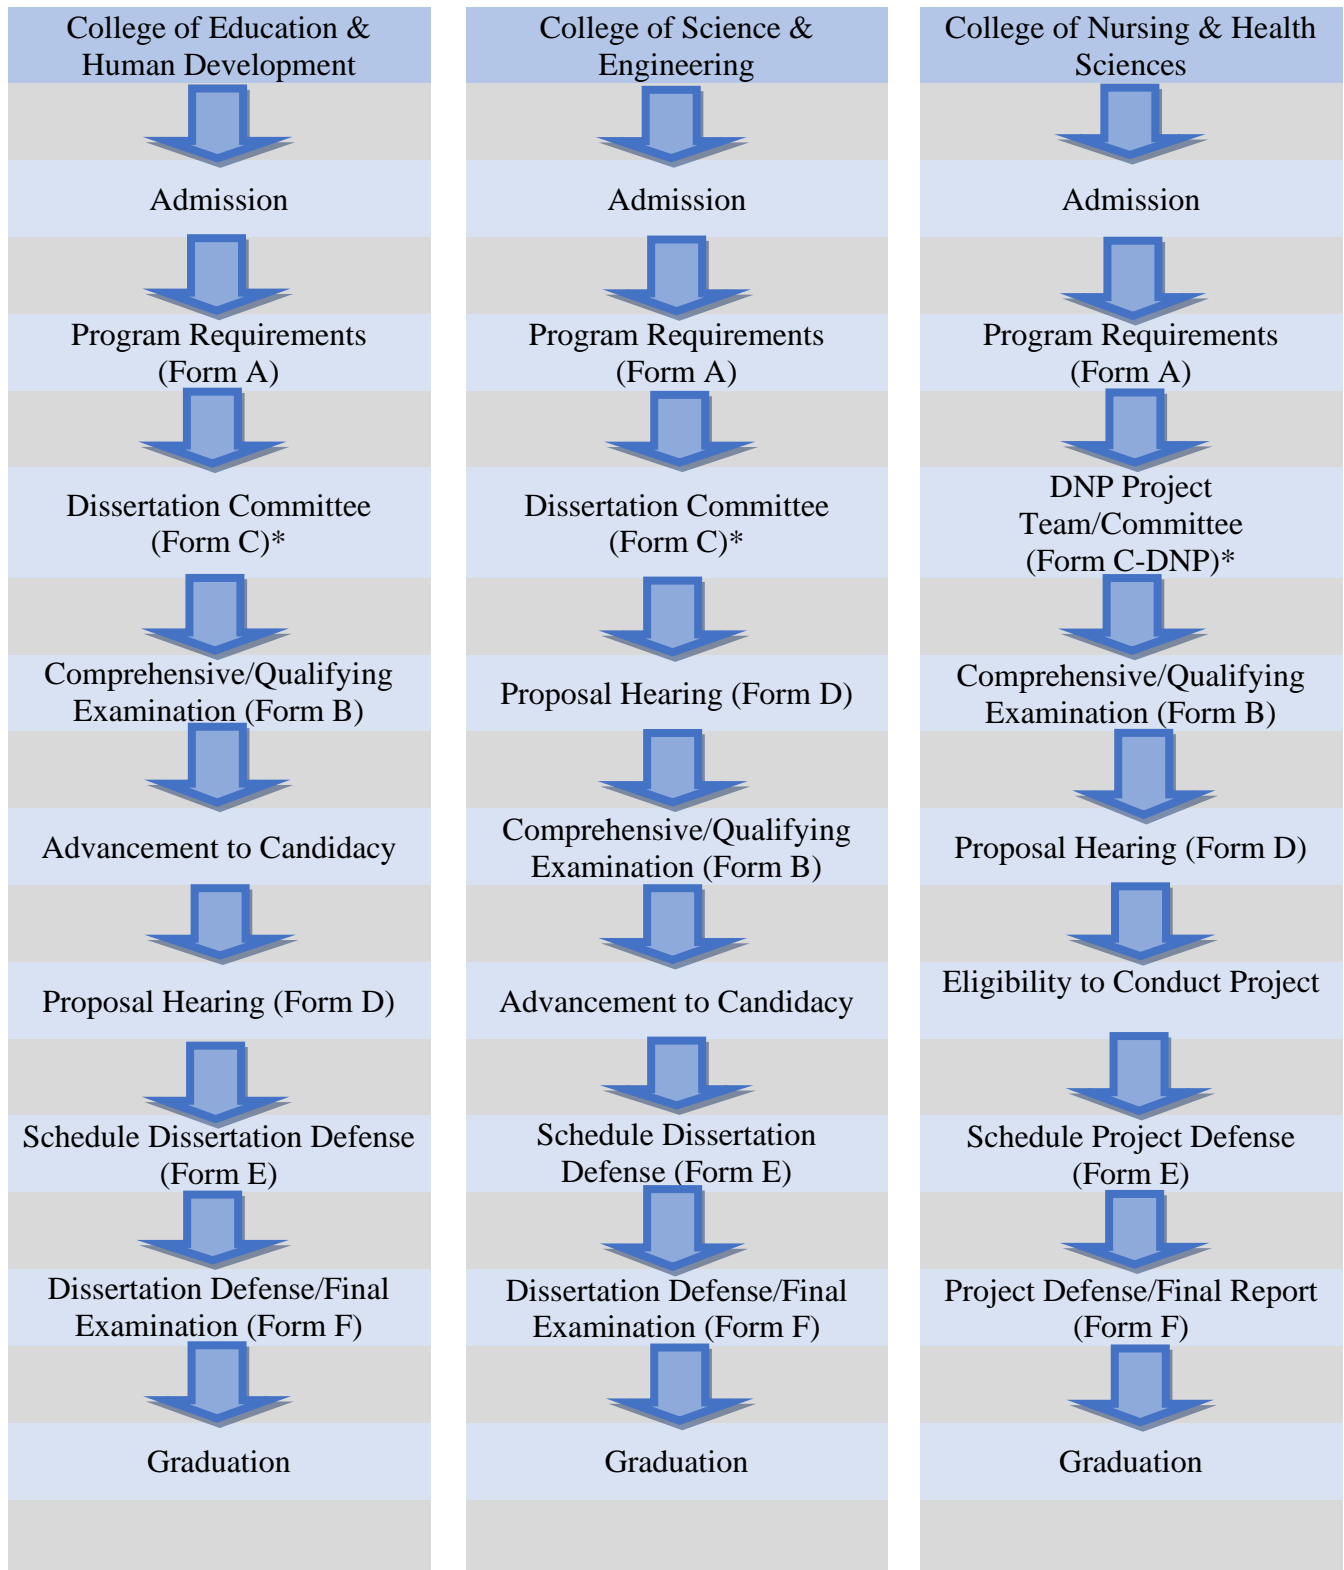 College of Education &
Human Development
Admission
Program Requirements
(Form A)
Dissertation Committee
(Form C)*
Comprehensive/Qualifying
Examination (Form B)
Advancement to Candidacy
Proposal Hearing (Form D)
Schedule Dissertation Defense
(Form E)
Dissertation Defense/Final
Examination (Form F)
Graduation
College of Science &
Engineering
Admission
Program Requirements
(Form A)
Dissertation Committee
(Form C)*
Proposal Hearing (Form D)
Comprehensive/Qualifying
Examination (Form B)
Advancement to Candidacy
Schedule Dissertation
Defense (Form E)
Dissertation Defense/Final
Examination (Form F)
Graduation
College of Nursing & Health
Sciences
Admission
Program Requirements
(Form A)
DNP Project
Team/Committee
(Form C-DNP)*
Comprehensive/Qualifying
Examination (Form B)
Proposal Hearing (Form D)
Eligibility to Conduct Project
Schedule Project Defense
(Form E)
Project Defense/Final Report
(Form F)
Graduation